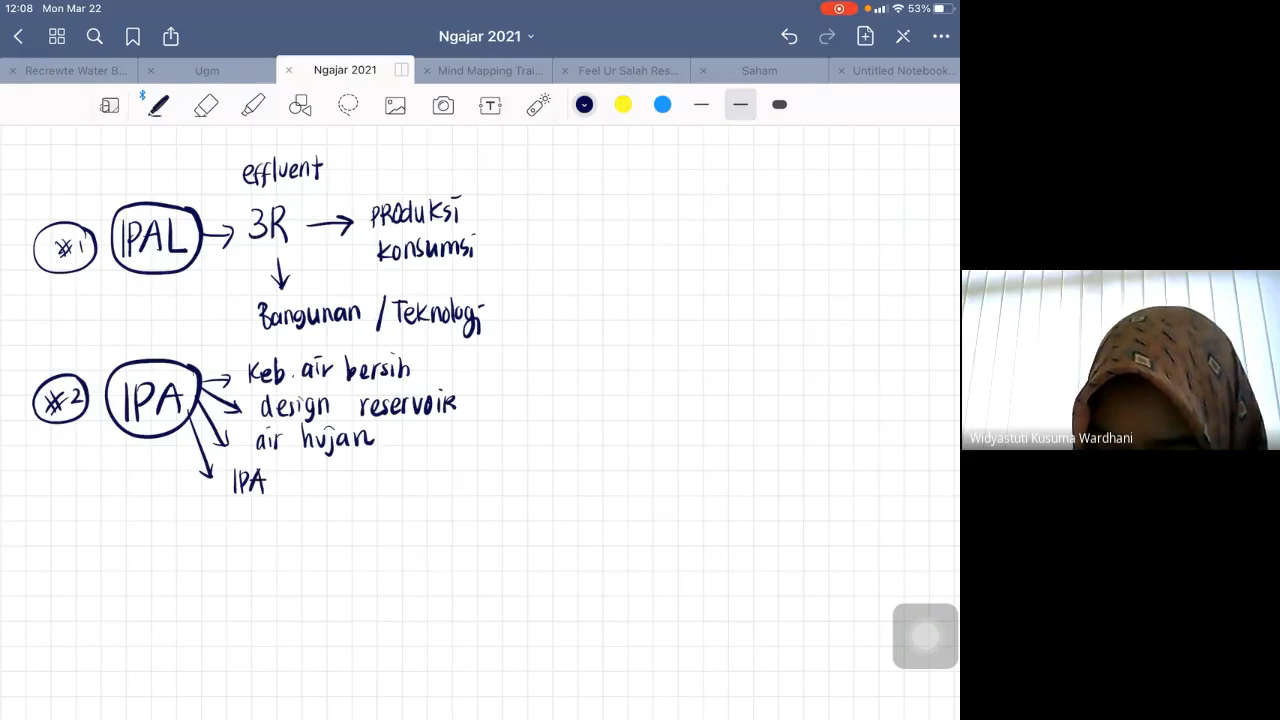 12:08 Mon Mar 22
53%
Ngajar 2021
Recrewte Water B...
Ugm
Ngajar 2021
Mind Mapping Trai...
Feel Ur Salah Res...
Saham
Untitled Notebook...
effluent
#1 IPAL → 3R → PRODUKSI
KONSUMSI
↓
Bangunan / Teknologi
#2 IPA → Keb. air bersih
design reservoir
air hujan
IPA
Widyastuti Kusuma Wardhani